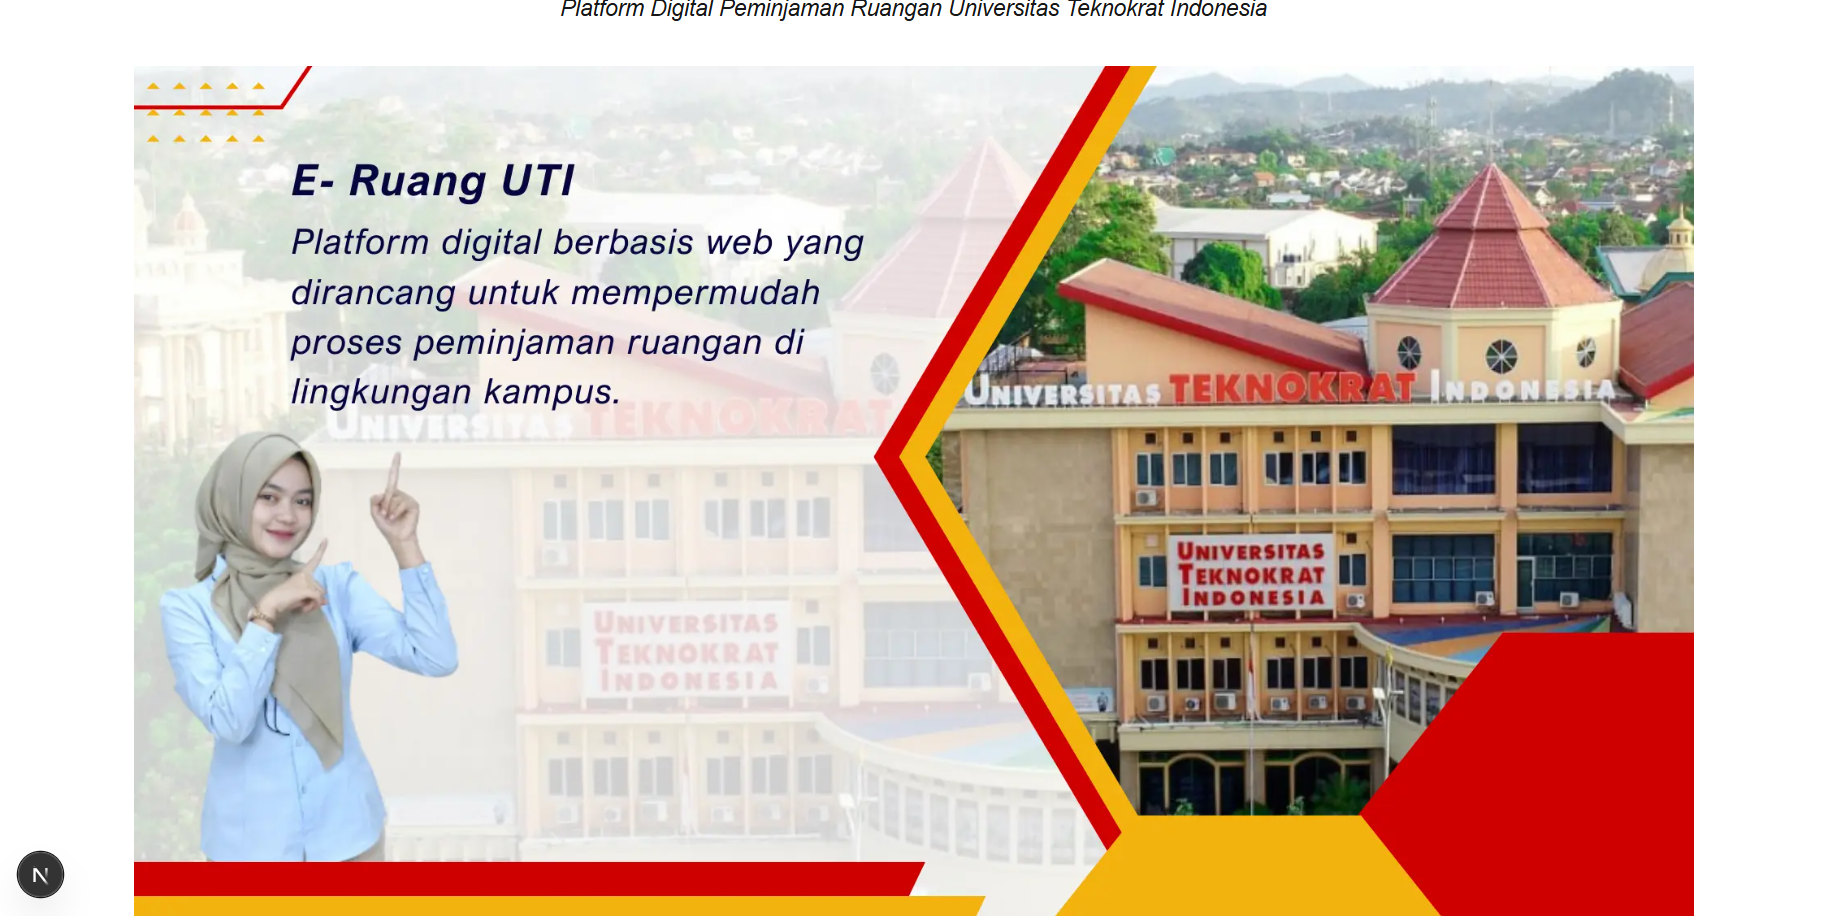 Platform Digital Peminjaman Ruangan Universitas Teknokrat Indonesia
E- Ruang UTI
Platform digital berbasis web yang
dirancang untuk mempermudah
proses peminjaman ruangan di
lingkungan kampus.
UNIVERSITAS TEKNOKRAT INDONESIA
UNIVERSITAS TEKNOKRAT
UNIVERSITAS
TEKNOKRAT
INDONESIA
UNIVERSITAS
TEKNOKRAT
INDONESIA
N